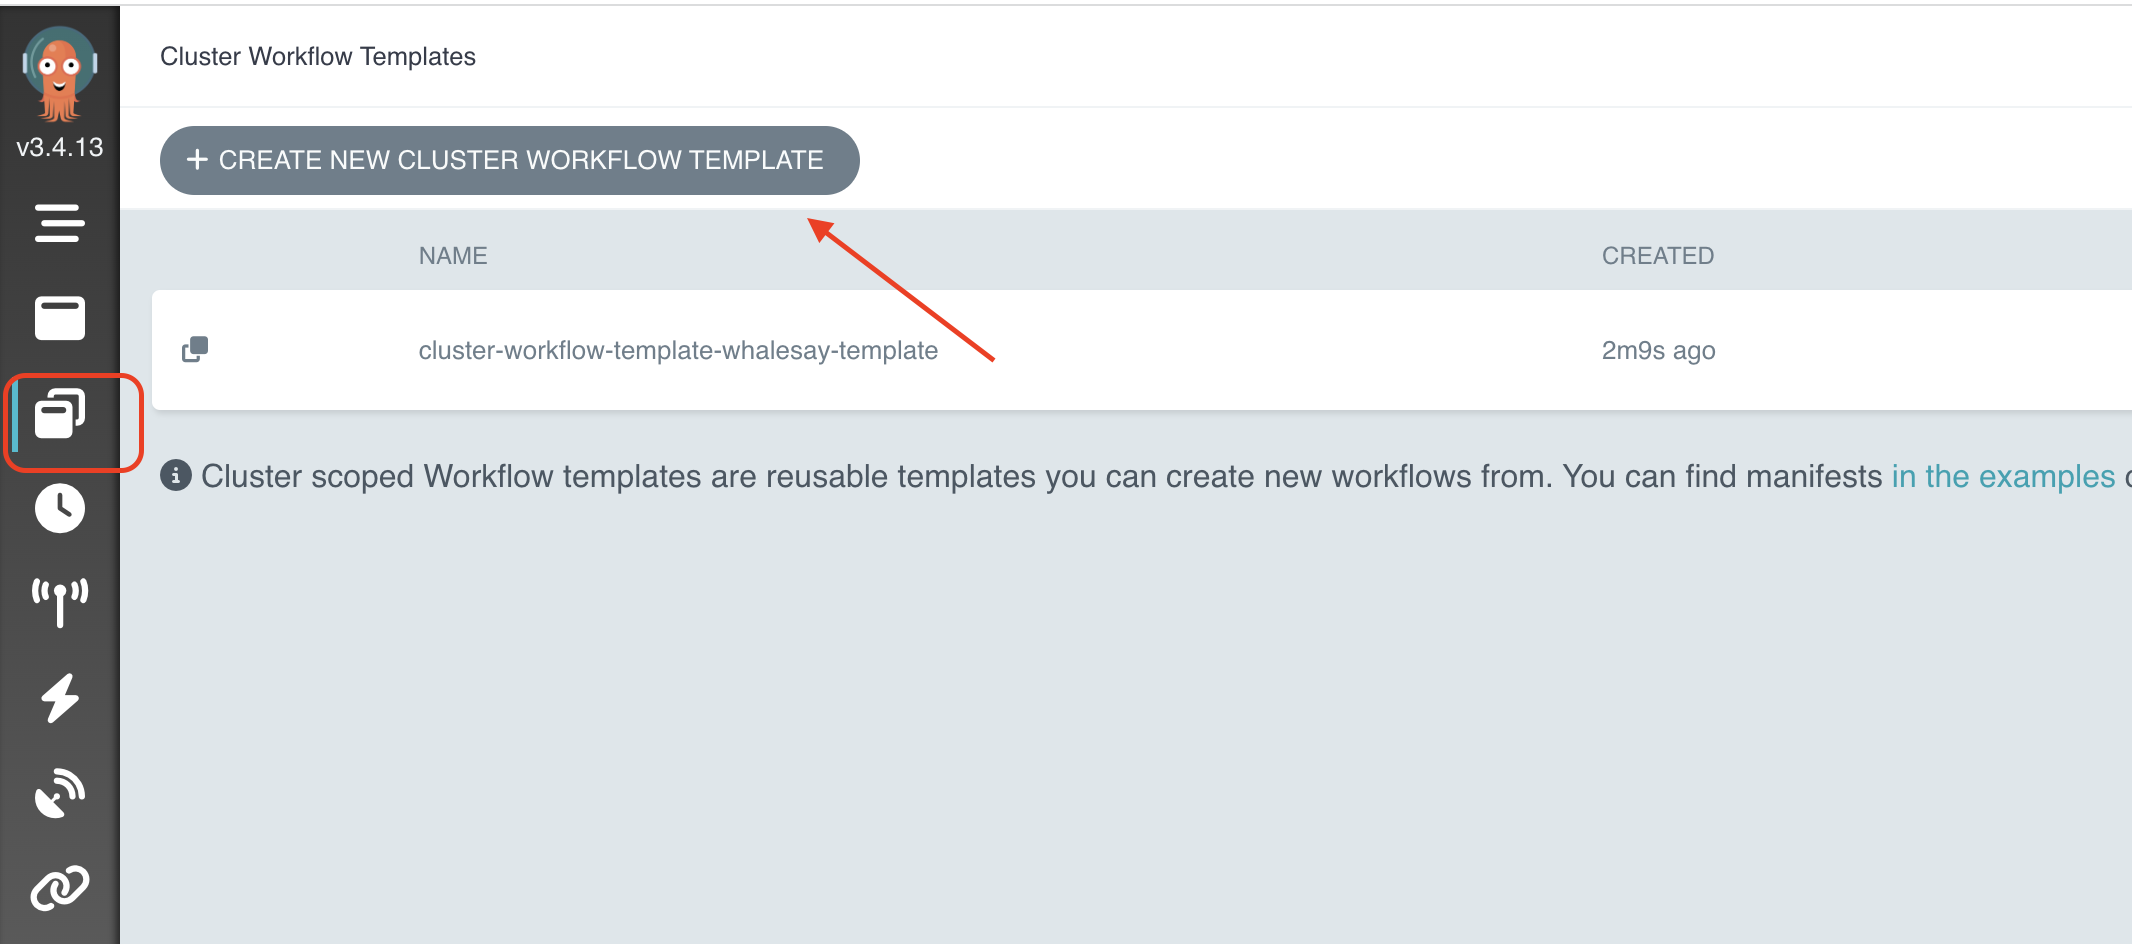 Cluster Workflow Templates
v3.4.13
+ CREATE NEW CLUSTER WORKFLOW TEMPLATE
NAME CREATED
cluster-workflow-template-whalesay-template 2m9s ago
Cluster scoped Workflow templates are reusable templates you can create new workflows from. You can find manifests in the examples